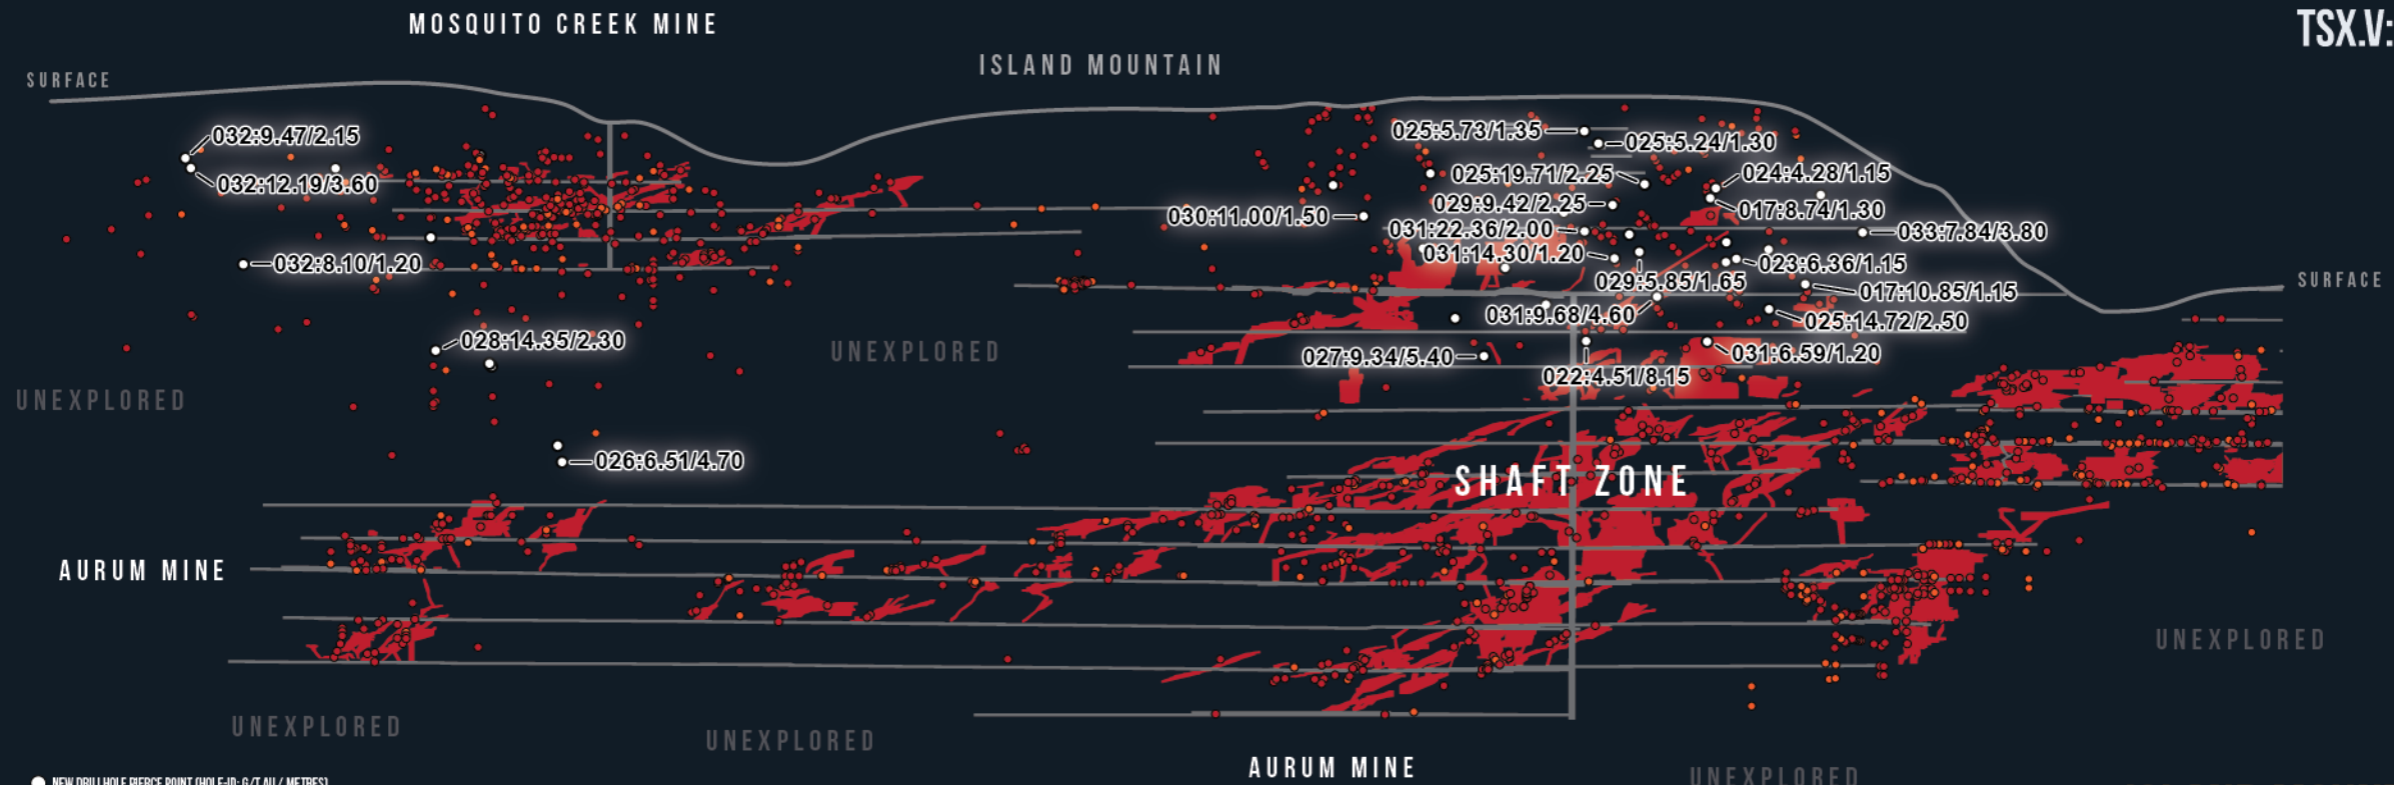 MOSQUITO CREEK MINE
TSX.V:
ISLAND MOUNTAIN
SURFACE
032:9.47/2.15
032:12.19/3.60
032:8.10/1.20
028:14.35/2.30
026:6.51/4.70
025:5.73/1.35
025:5.24/1.30
025:19.71/2.25
024:4.28/1.15
029:9.42/2.25
017:8.74/1.30
030:11.00/1.50
031:22.36/2.00
033:7.84/3.80
031:14.30/1.20
023:6.36/1.15
029:5.85/1.65
017:10.85/1.15
SURFACE
031:9.68/4.60
025:14.72/2.50
027:9.34/5.40
031:6.59/1.20
022:4.51/8.15
UNEXPLORED
UNEXPLORED
SHAFT ZONE
AURUM MINE
UNEXPLORED
UNEXPLORED
UNEXPLORED
AURUM MINE
UNEXPLORED
NEW DRILLHOLE PIERCE POINT (HOLE-ID: G/T AU / METRES)